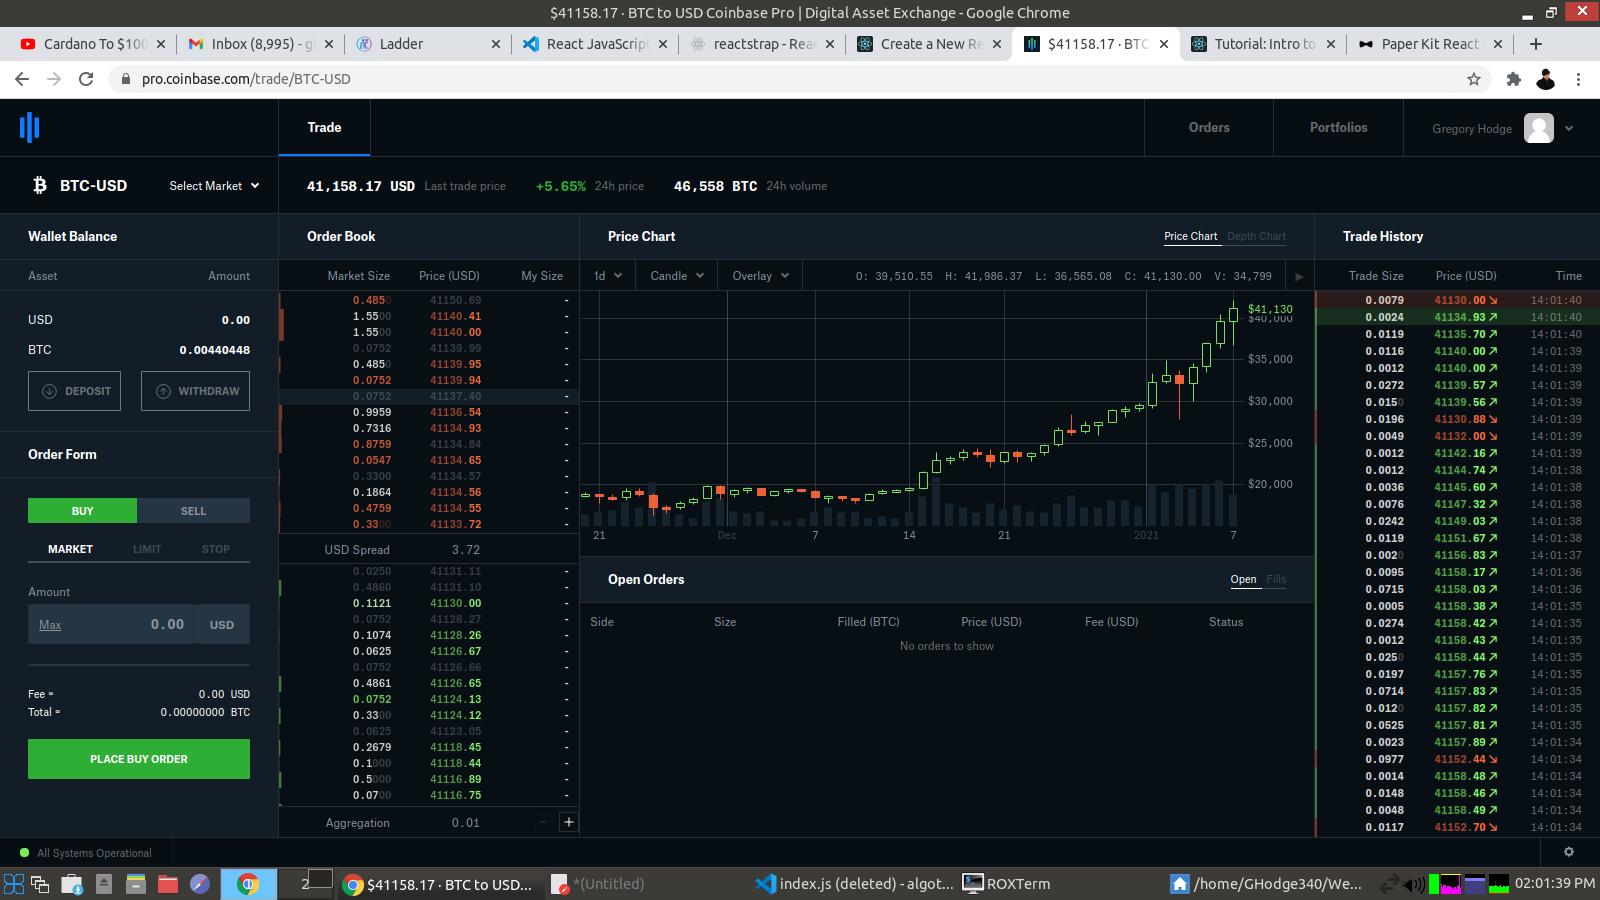 $41158.17 · BTC to USD Coinbase Pro | Digital Asset Exchange - Google Chrome
Cardano To $100
Inbox (8,995) - g
Ladder
React JavaScrip
reactstrap - Rea
Create a New Re
$41158.17 · BTC
Tutorial: Intro to
Paper Kit React
pro.coinbase.com/trade/BTC-USD
Trade
Orders
Portfolios
Gregory Hodge
BTC-USD
Select Market
41,158.17 USD Last trade price
+5.65% 24h price
46,558 BTC 24h volume
Wallet Balance
Asset Amount
USD 0.00
BTC 0.00440448
DEPOSIT
WITHDRAW
Order Form
BUY
SELL
MARKET
LIMIT
STOP
Amount
Max 0.00 USD
Fee ≈ 0.00 USD
Total ≈ 0.00000000 BTC
PLACE BUY ORDER
Order Book
Market Size Price (USD) My Size
0.4850 41150.69 -
1.5500 41140.41 -
1.5500 41140.00 -
0.0752 41139.99 -
0.4850 41139.95 -
0.0752 41139.94 -
0.0752 41137.40 -
0.9959 41136.54 -
0.7316 41134.93 -
0.8759 41134.84 -
0.0547 41134.65 -
0.3300 41134.57 -
0.1864 41134.56 -
0.4759 41134.55 -
0.3300 41133.72 -
USD Spread 3.72
0.0250 41131.11 -
0.4860 41131.10 -
0.1121 41130.00 -
0.0752 41128.27 -
0.1074 41128.26 -
0.0625 41126.67 -
0.0752 41126.66 -
0.4861 41126.65 -
0.0752 41124.13 -
0.3300 41124.12 -
0.0625 41123.05 -
0.2679 41118.45 -
0.1000 41118.44 -
0.5000 41116.89 -
0.0700 41116.75 -
Aggregation 0.01 - +
Price Chart
Price Chart Depth Chart
1d Candle Overlay
O: 39,510.55 H: 41,986.37 L: 36,565.08 C: 41,130.00 V: 34,799
$41,130
$40,000
$35,000
$30,000
$25,000
$20,000
21 Dec 7 14 21 2021 7
Open Orders
Open Fills
Side Size Filled (BTC) Price (USD) Fee (USD) Status
No orders to show
Trade History
Trade Size Price (USD) Time
0.0079 41130.00↘ 14:01:40
0.0024 41134.93↗ 14:01:40
0.0119 41135.70↗ 14:01:40
0.0116 41140.00↗ 14:01:39
0.0012 41140.00↗ 14:01:39
0.0272 41139.57↗ 14:01:39
0.0150 41139.56↗ 14:01:39
0.0196 41130.88↘ 14:01:39
0.0049 41132.00↘ 14:01:39
0.0012 41142.16↗ 14:01:39
0.0012 41144.74↗ 14:01:38
0.0036 41145.60↗ 14:01:38
0.0076 41147.32↗ 14:01:38
0.0242 41149.03↗ 14:01:38
0.0119 41151.67↗ 14:01:38
0.0020 41156.83↗ 14:01:37
0.0095 41158.17↗ 14:01:36
0.0715 41158.03↗ 14:01:36
0.0005 41158.38↗ 14:01:35
0.0274 41158.42↗ 14:01:35
0.0012 41158.43↗ 14:01:35
0.0250 41158.44↗ 14:01:35
0.0197 41157.76↗ 14:01:35
0.0714 41157.83↗ 14:01:35
0.0120 41157.82↗ 14:01:35
0.0525 41157.81↗ 14:01:35
0.0023 41157.89↗ 14:01:34
0.0977 41152.44↘ 14:01:34
0.0014 41158.48↗ 14:01:34
0.0148 41158.46↗ 14:01:34
0.0048 41158.49↗ 14:01:34
0.0117 41152.70↘ 14:01:34
All Systems Operational
2
$41158.17 · BTC to USD...
*(Untitled)
index.js (deleted) - algot...
ROXTerm
/home/GHodge340/We...
02:01:39 PM